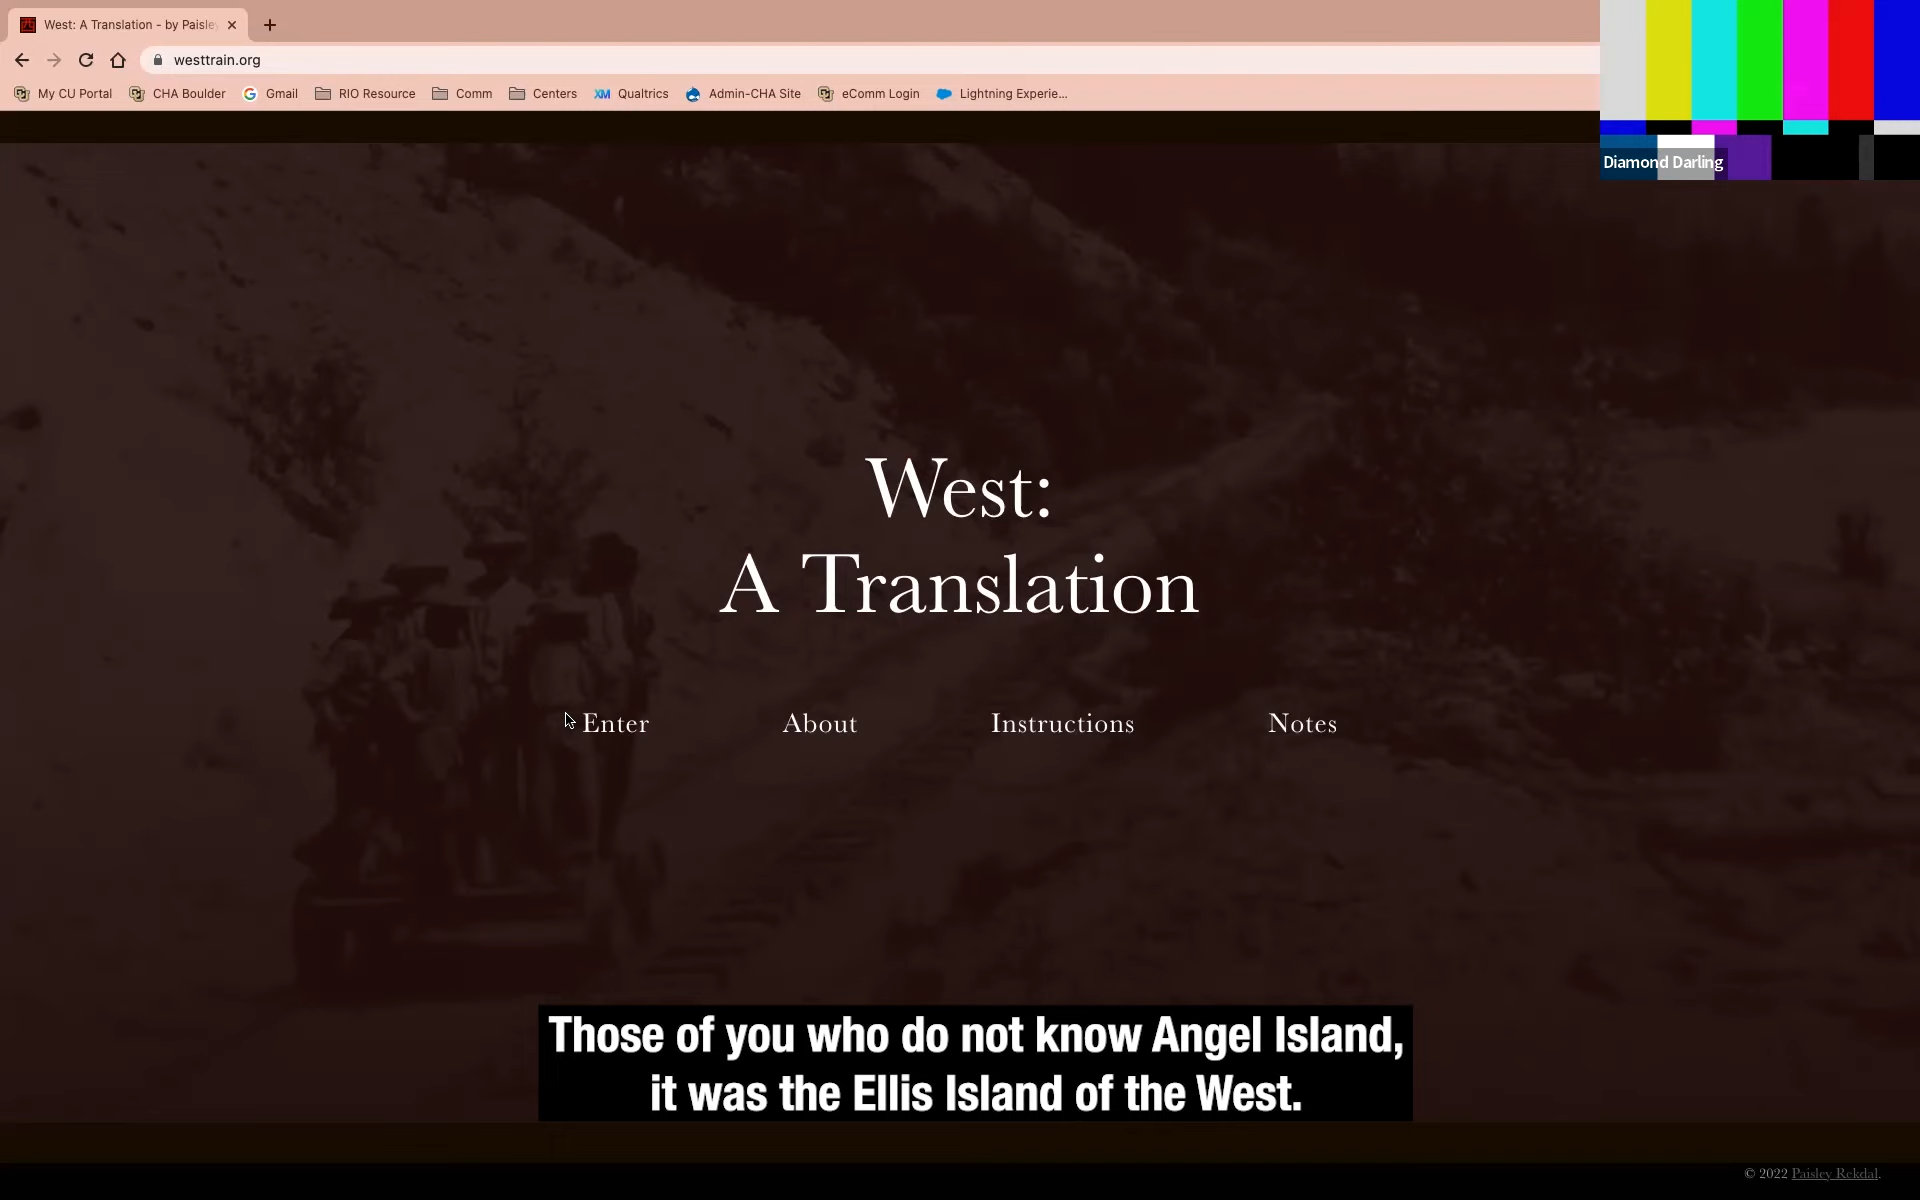 West: A Translation - by Paisley
westtrain.org
My CU Portal
CHA Boulder
Gmail
RIO Resource
Comm
Centers
Qualtrics
Admin-CHA Site
eComm Login
Lightning Experie...
Diamond Darling
West:
A Translation
Enter
About
Instructions
Notes
Those of you who do not know Angel Island,
it was the Ellis Island of the West.
© 2022 Paisley Rekdal.